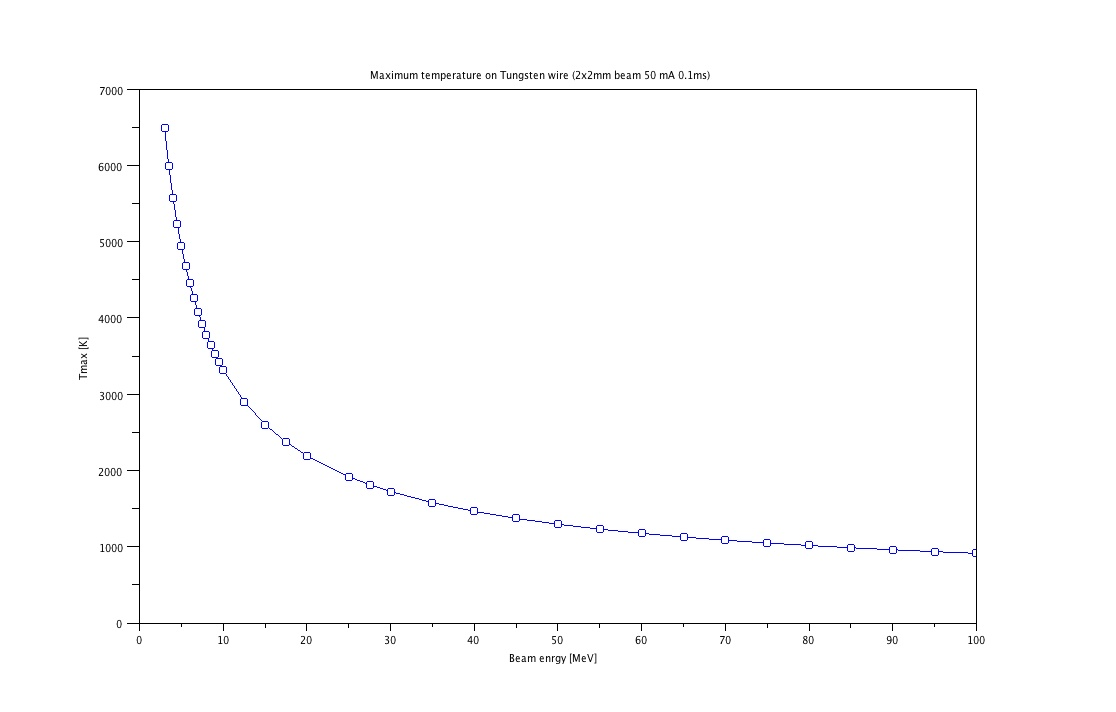 Maximum temperature on Tungsten wire (2x2mm beam 50 mA 0.1ms)
7000
6000
5000
4000
3000
2000
1000
0
Tmax [K]
0 10 20 30 40 50 60 70 80 90 100
Beam enrgy [MeV]